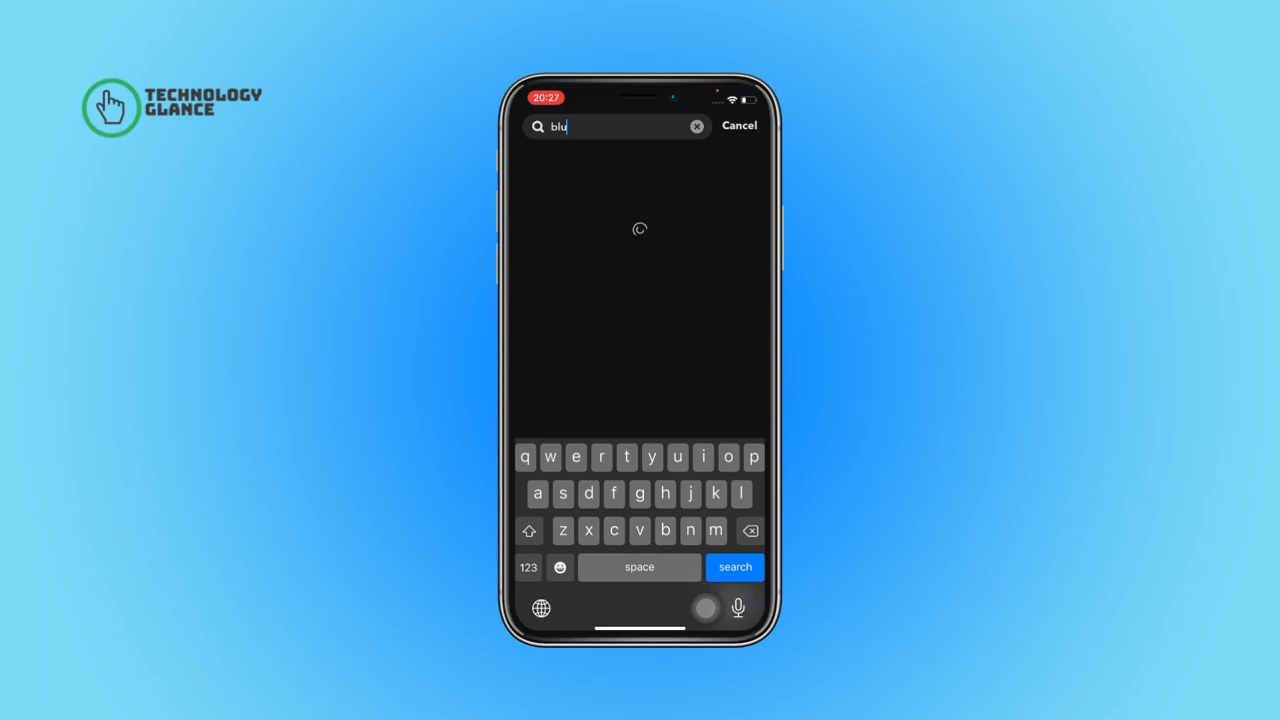 TECHNOLOGY
GLANCE
20:27
blu
Cancel
q w e r t y u i o p
a s d f g h j k l
z x c v b n m
123 space search